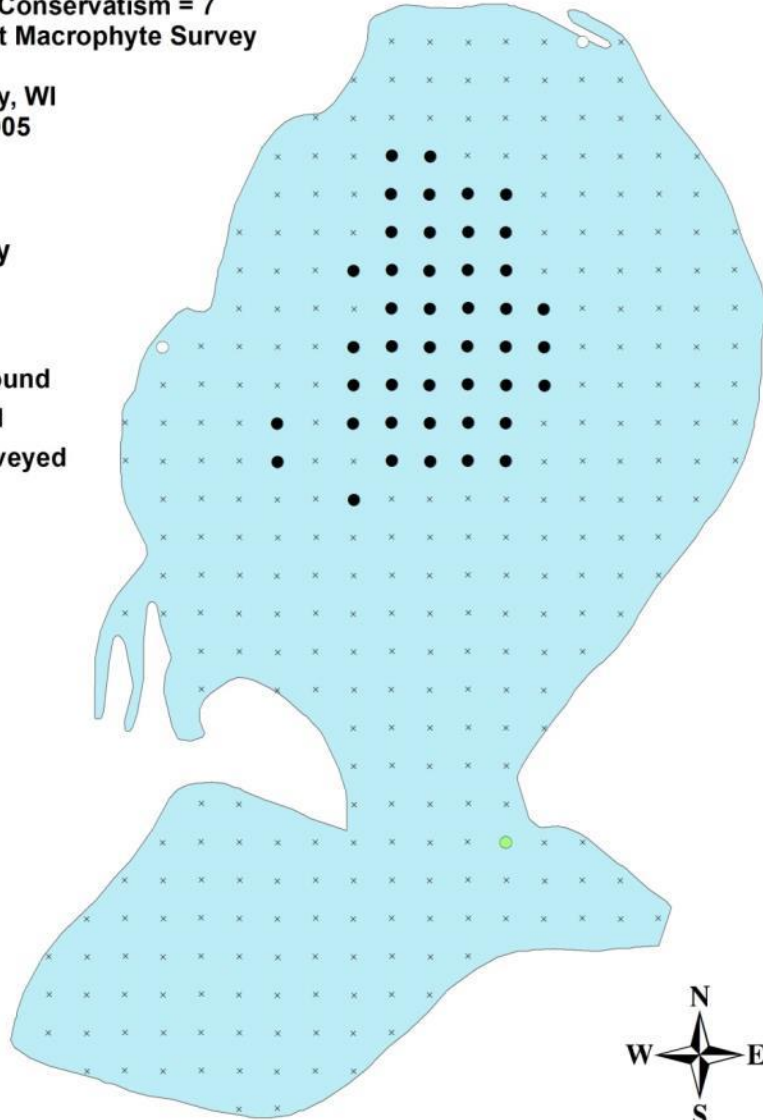 Conservatism = 7
t Macrophyte Survey
y, WI
05
y
ound
l
veyed
N
W E
S